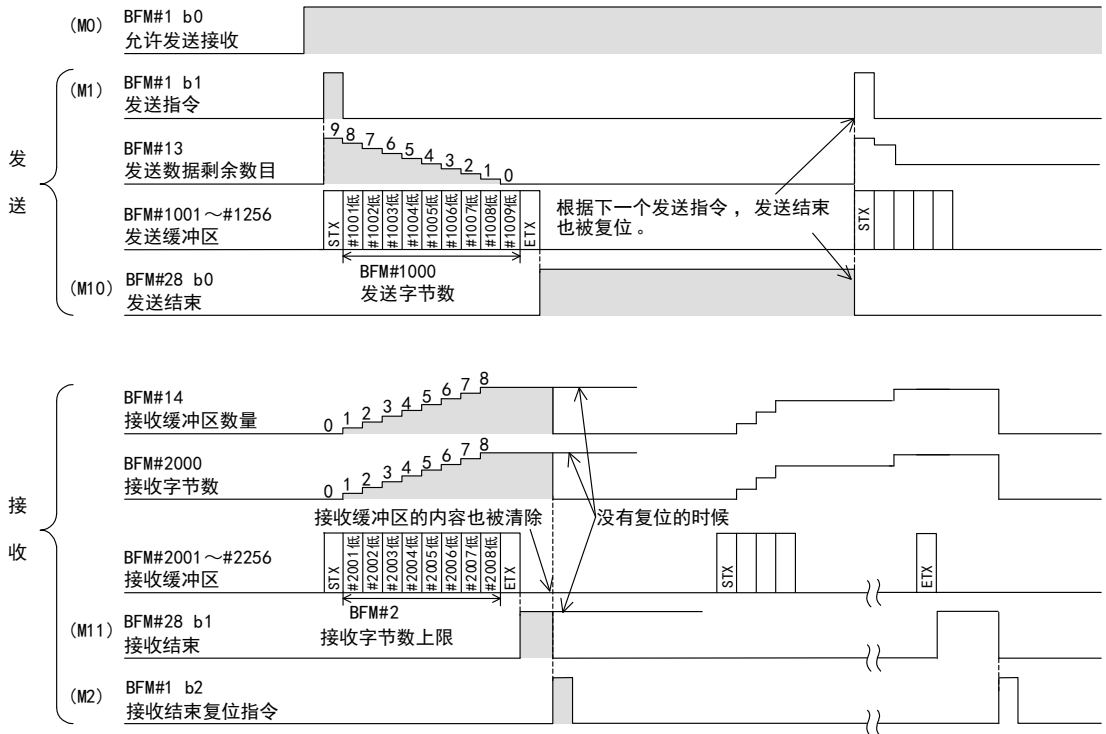 (M0)
BFM#1 b0
允许发送接收
发
送
(M1)
BFM#1 b1
发送指令
9 8 7 6 5 4 3 2 1 0
BFM#13
发送数据剩余数目
BFM#1001～#1256
发送缓冲区
STX #1001低 #1002低 #1003低 #1004低 #1005低 #1006低 #1007低 #1008低 #1009低 ETX
STX
根据下一个发送指令，发送结束
也被复位。
BFM#1000
发送字节数
(M10)
BFM#28 b0
发送结束
接
收
BFM#14
接收缓冲区数量
0 1 2 3 4 5 6 7 8
BFM#2000
接收字节数
0 1 2 3 4 5 6 7 8
接收缓冲区的内容也被清除
没有复位的时候
BFM#2001～#2256
接收缓冲区
STX #2001低 #2002低 #2003低 #2004低 #2005低 #2006低 #2007低 #2008低 ETX
STX
ETX
BFM#2
接收字节数上限
(M11)
BFM#28 b1
接收结束
(M2)
BFM#1 b2
接收结束复位指令